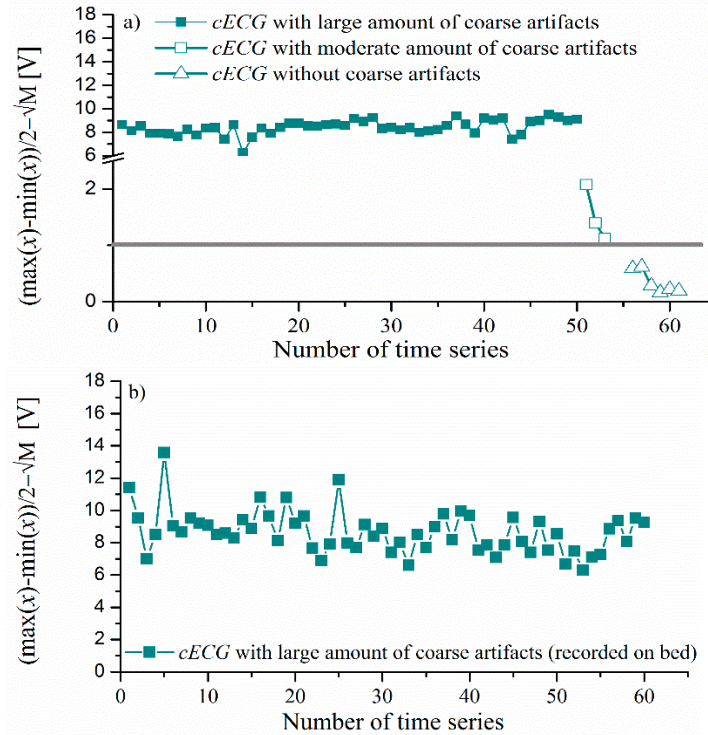 a)
cECG with large amount of coarse artifacts
cECG with moderate amount of coarse artifacts
cECG without coarse artifacts
(max(x)-min(x))/2−√M [V]
18
16
14
12
10
8
6
2
0
0 10 20 30 40 50 60
Number of time series
b)
(max(x)-min(x))/2−√M [V]
18
16
14
12
10
8
6
4
2
0
cECG with large amount of coarse artifacts (recorded on bed)
0 10 20 30 40 50 60
Number of time series